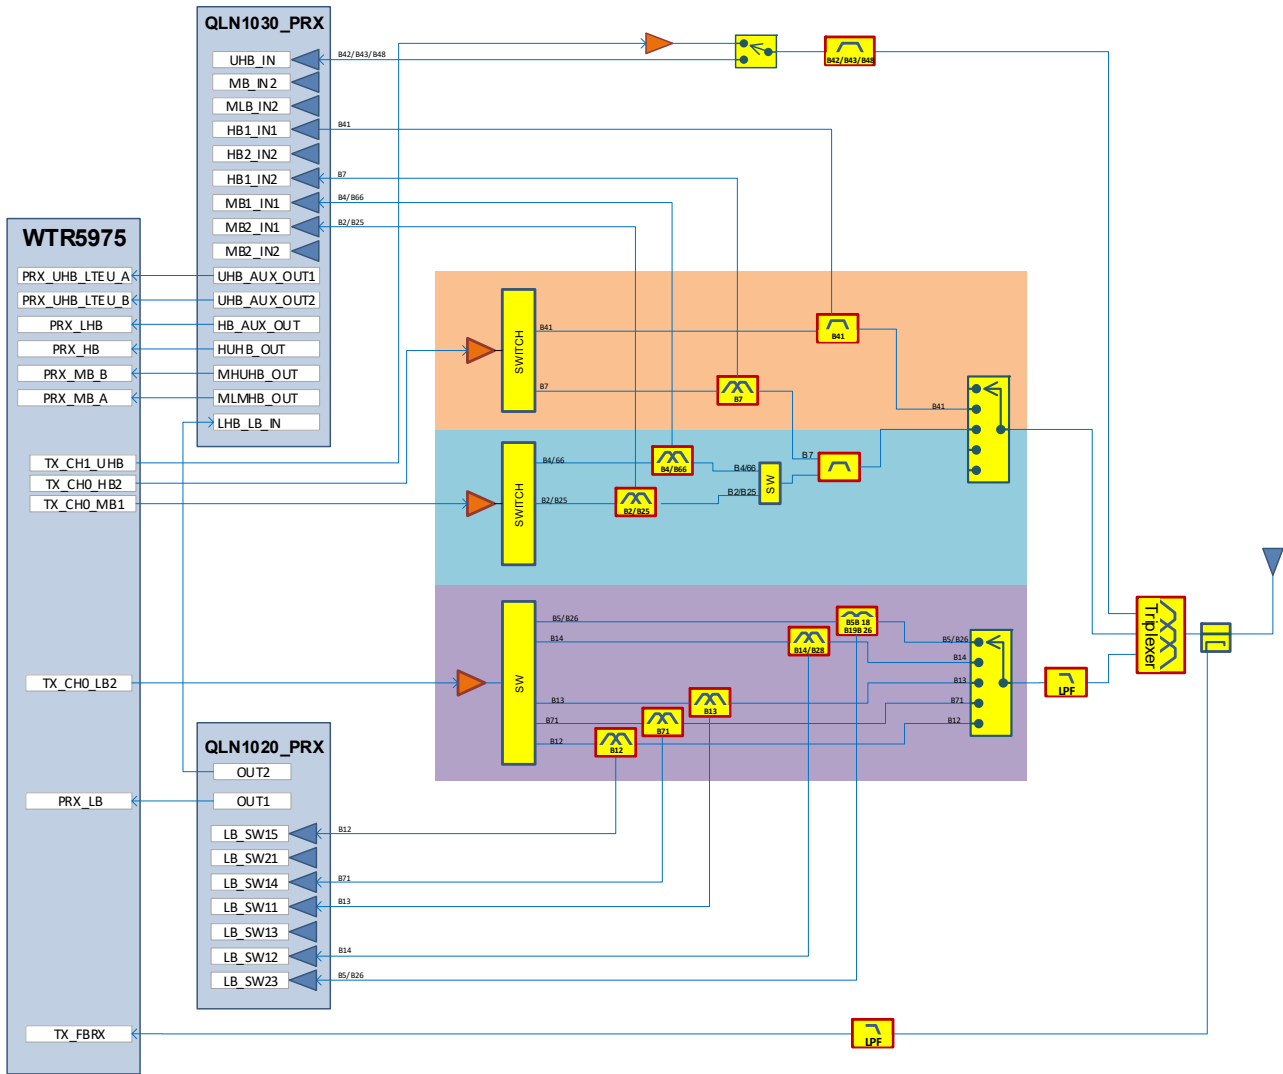 QLN1030_PRX
UHB_IN
MB_IN2
MLB_IN2
HB1_IN1
HB2_IN2
HB1_IN2
MB1_IN1
MB2_IN1
MB2_IN2
UHB_AUX_OUT1
UHB_AUX_OUT2
HB_AUX_OUT
HUHB_OUT
MHUHB_OUT
MLMHB_OUT
LHB_LB_IN
B42/B43/B48
B41
B7
B4/B66
B2/B25
B42/B43/B48
WTR5975
PRX_UHB_LTEU_A
PRX_UHB_LTEU_B
PRX_LHB
PRX_HB
PRX_MB_B
PRX_MB_A
TX_CH1_UHB
TX_CH0_HB2
TX_CH0_MB1
TX_CH0_LB2
PRX_LB
TX_FBRX
SWITCH
B41
B7
B41
B7
B41
SWITCH
B4/66
B2/B25
B4/B66
B2/B25
B4/66
B2/B25
SW
B7
SW
B5/B26
B14
B13
B71
B12
B5B 18
B19B 26
B14/B28
B13
B71
B12
B5/B26
B14
B13
B71
B12
LPF
Triplexer
QLN1020_PRX
OUT2
OUT1
LB_SW15
LB_SW21
LB_SW14
LB_SW11
LB_SW13
LB_SW12
LB_SW23
B12
B71
B13
B14
B5/B26
LPF